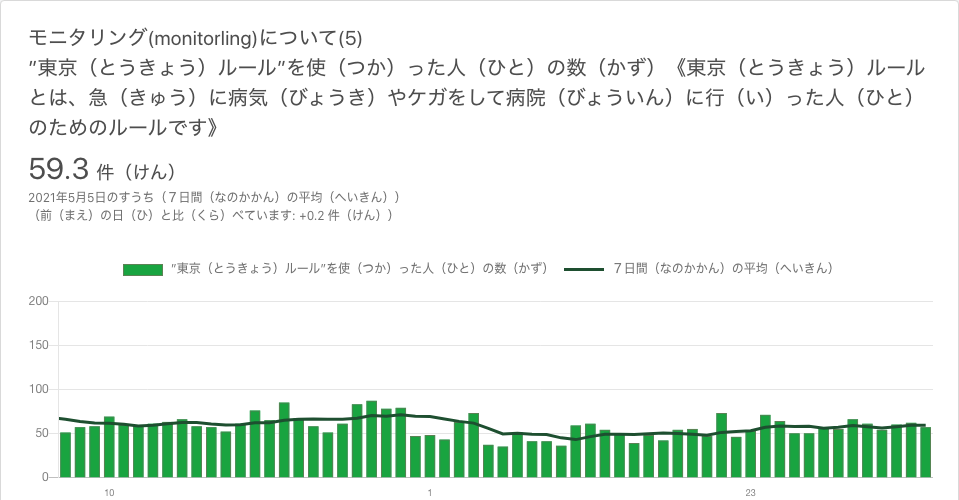 モニタリング(monitorling)について(5)
”東京（とうきょう）ルール”を使（つか）った人（ひと）の数（かず）《東京（とうきょう）ルール
とは、急（きゅう）に病気（びょうき）やケガをして病院（びょういん）に行（い）った人（ひと）
のためのルールです》
59.3 件（けん）
2021年5月5日のすうち（７日間（なのかかん）の平均（へいきん））
（前（まえ）の日（ひ）と比（くら）べています: +0.2 件（けん））
”東京（とうきょう）ルール”を使（つか）った人（ひと）の数（かず） ７日間（なのかかん）の平均（へいきん）
200
150
100
50
0
10 1 23